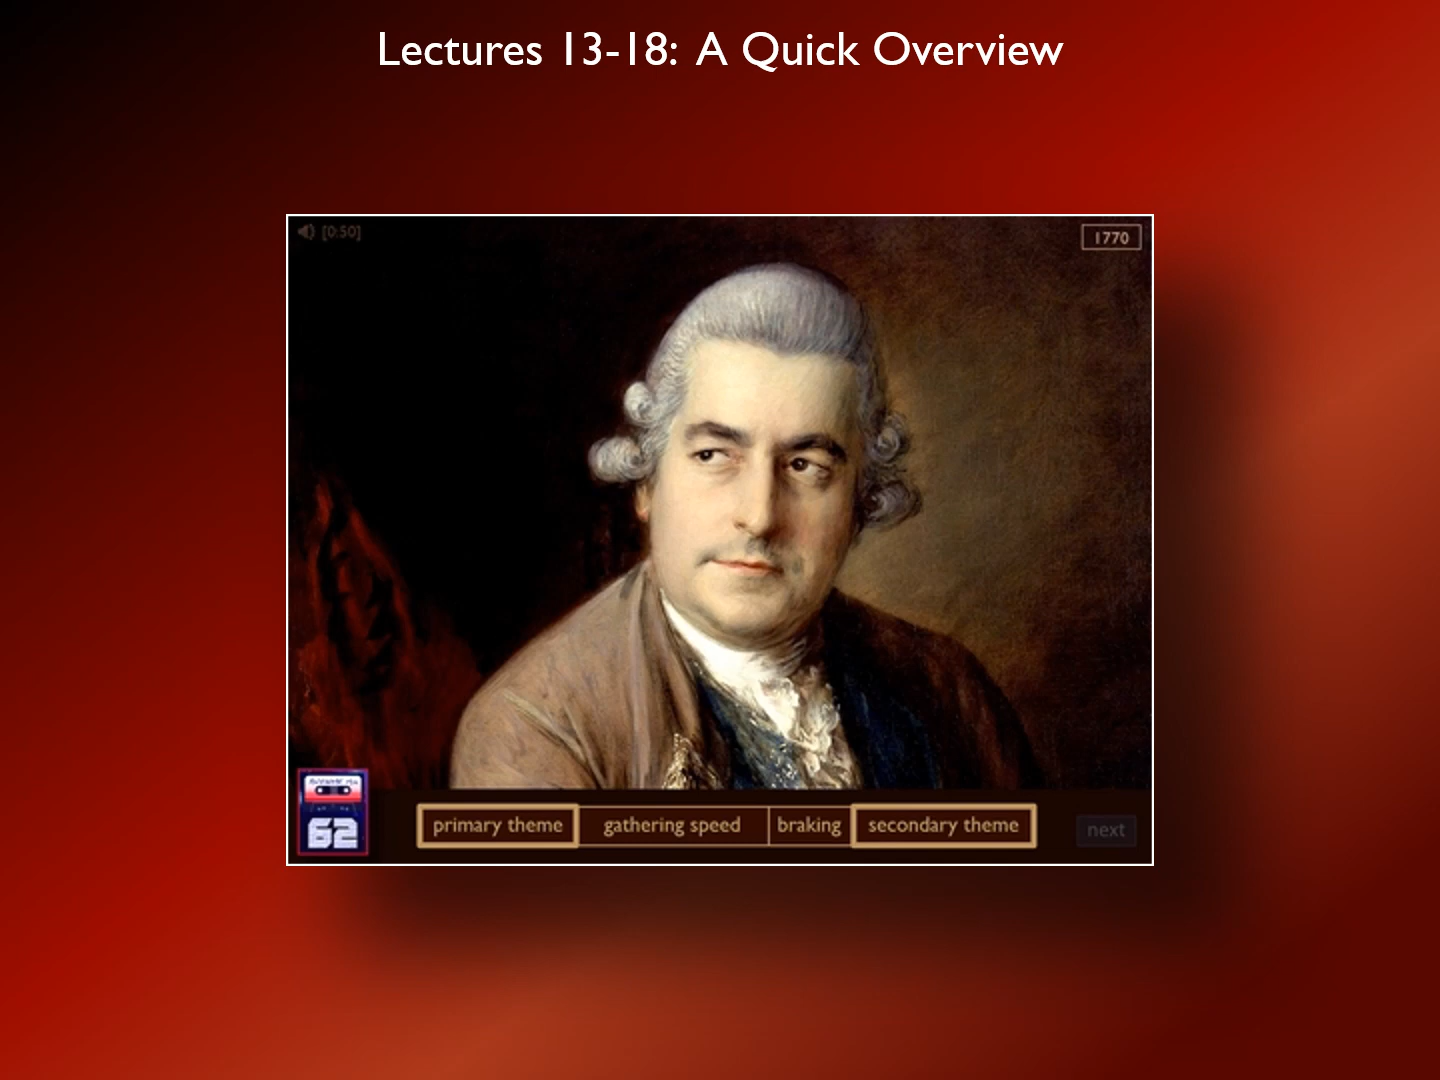 Lectures 13-18: A Quick Overview
[0:50]
1770
62
primary theme
gathering speed
braking
secondary theme
next